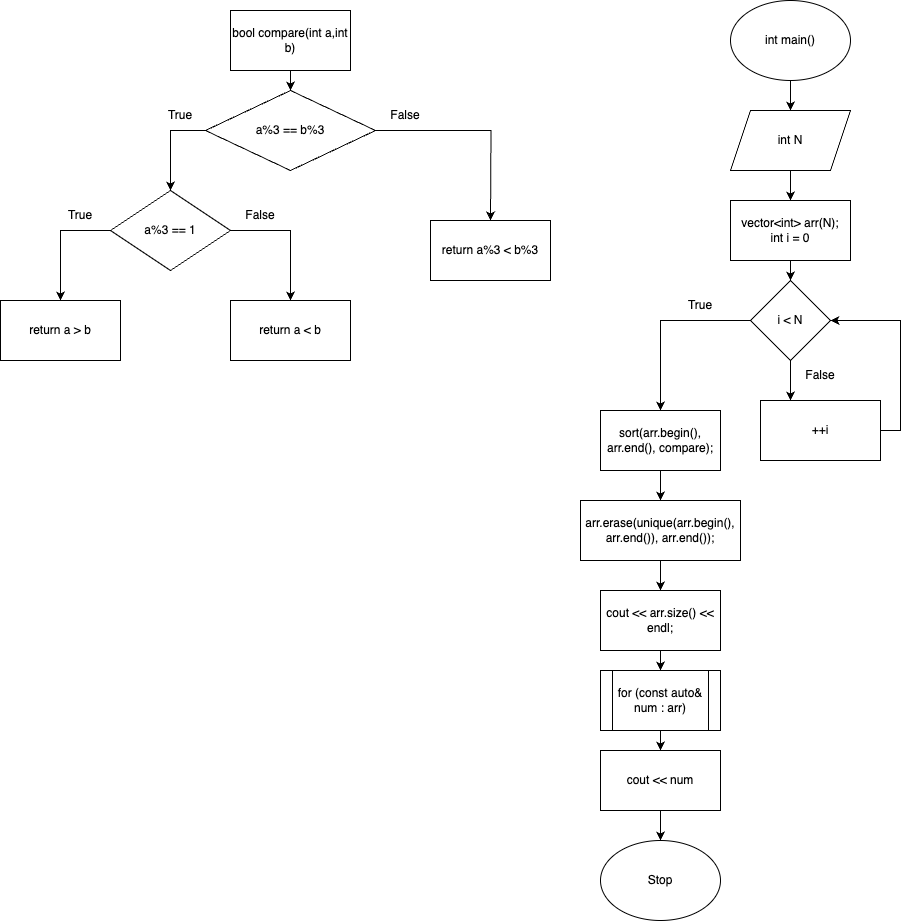 bool compare(int a,int
b)
True
a%3 == b%3
False
True
a%3 == 1
False
return a%3 < b%3
return a > b
return a < b
int main()
int N
vector<int> arr(N);
int i = 0
True
i < N
False
++i
sort(arr.begin(),
arr.end(), compare);
arr.erase(unique(arr.begin(),
arr.end()), arr.end());
cout << arr.size() <<
endl;
for (const auto&
num : arr)
cout << num
Stop